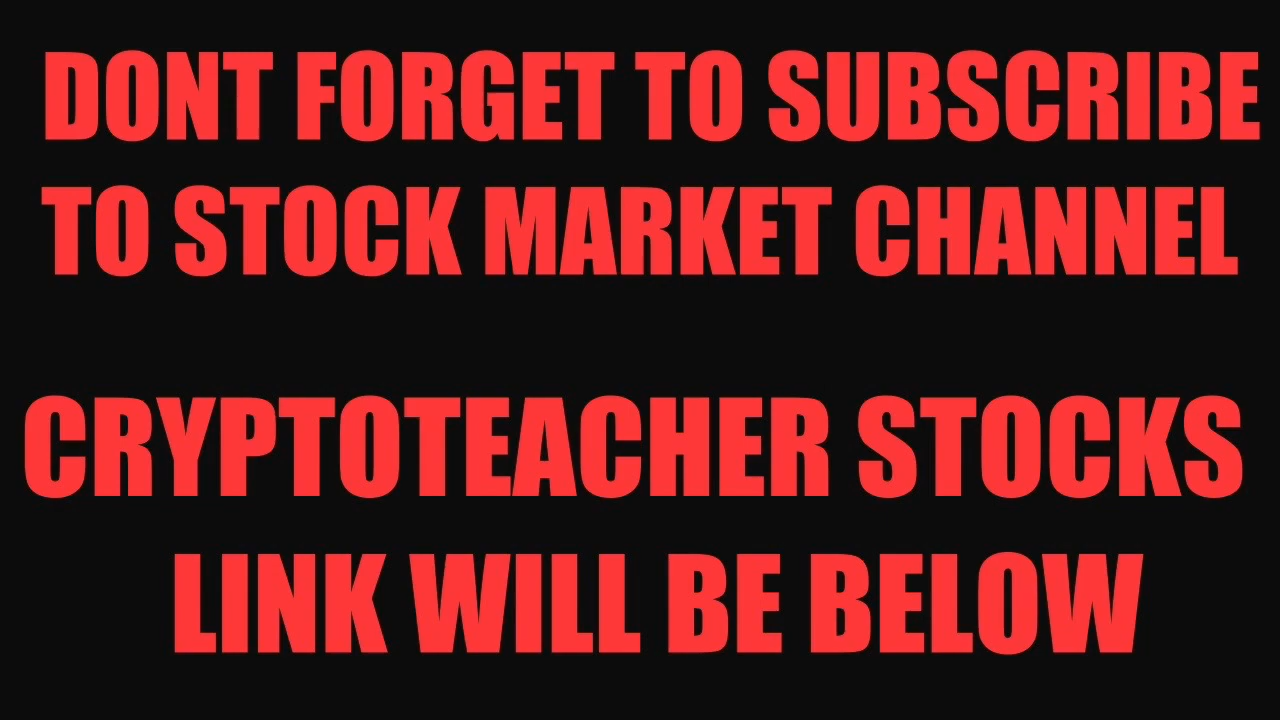 DONT FORGET TO SUBSCRIBE
TO STOCK MARKET CHANNEL
CRYPTOTEACHER STOCKS
LINK WILL BE BELOW